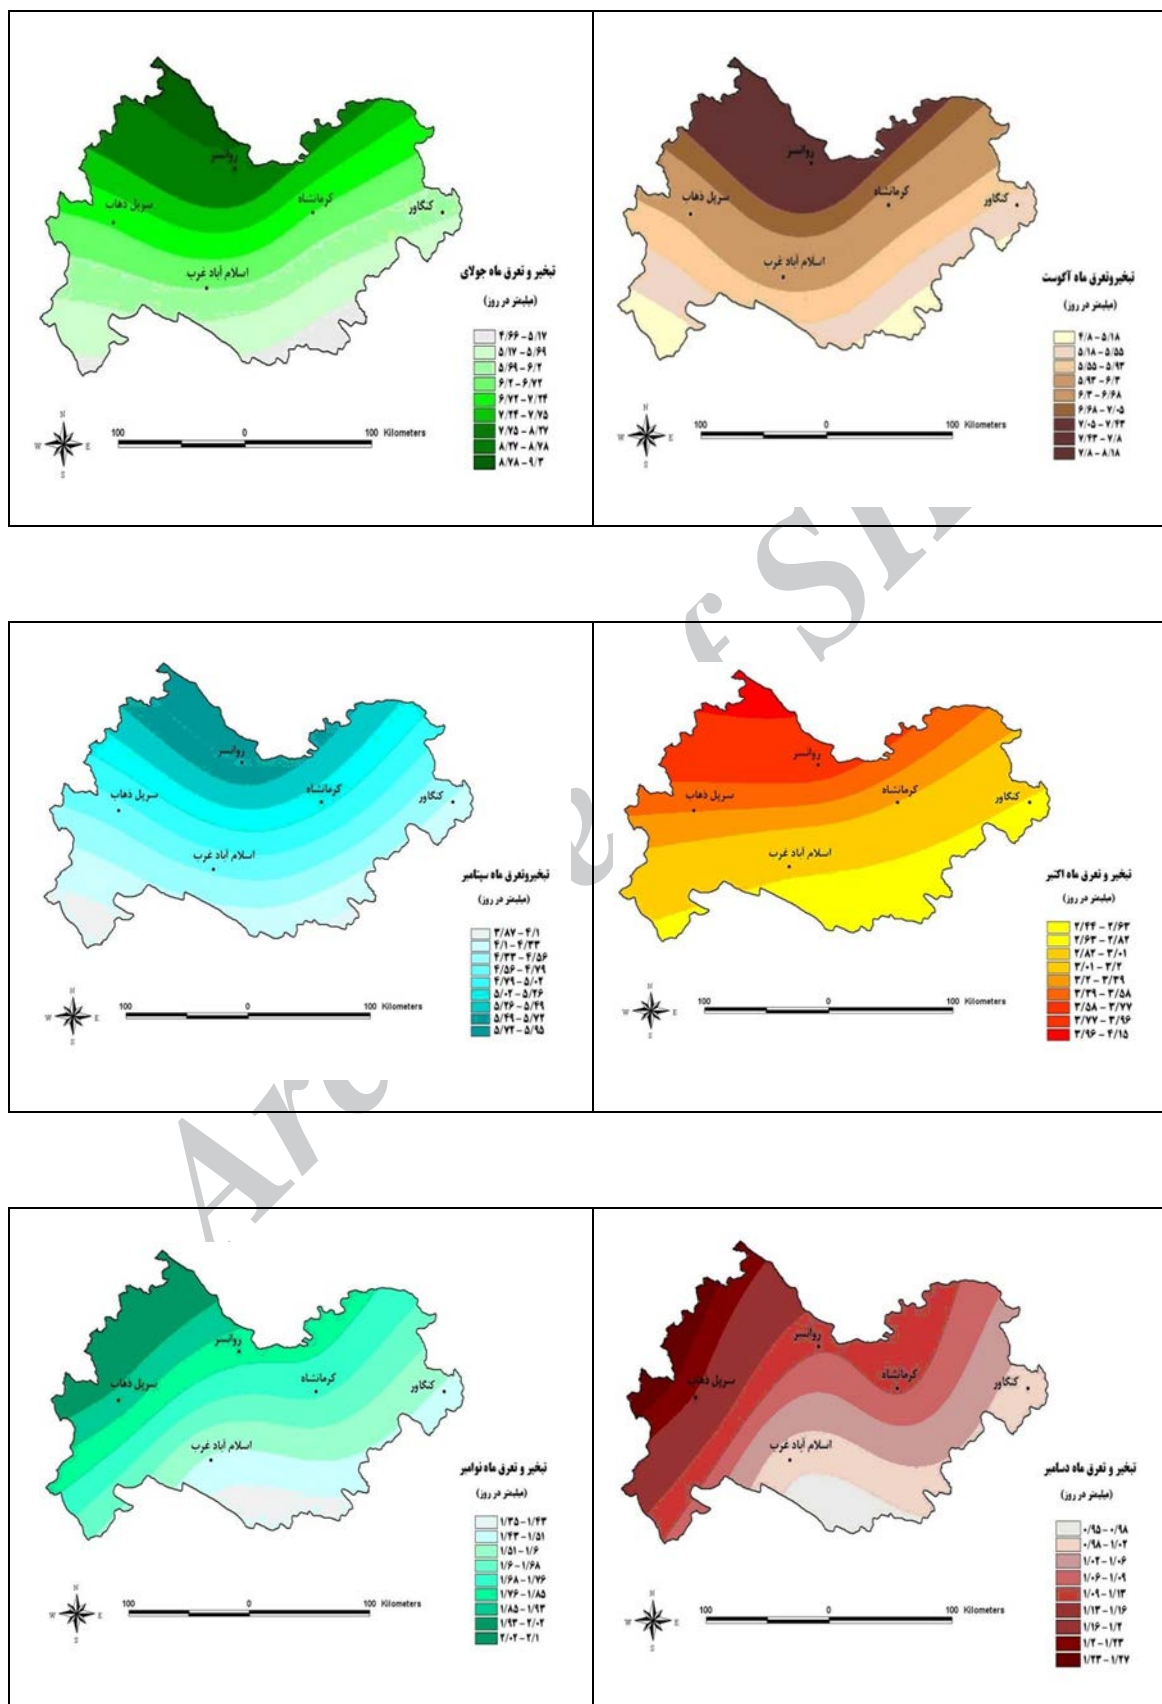 روانسر
کرمانشاه
سرپل ذهاب
کنگاور
اسلام آباد غرب
تبخیر و تعرق ماه جولای
(میلیمتر در روز)
۴/۶۶ - ۵/۱۷
۵/۱۷ - ۵/۶۹
۵/۶۹ - ۶/۲
۶/۲ - ۶/۷۲
۶/۷۲ - ۷/۲۴
۷/۲۴ - ۷/۷۵
۷/۷۵ - ۸/۲۷
۸/۲۷ - ۸/۷۸
۸/۷۸ - ۹/۳
N
W E
S
100 0 100 Kilometers
روانسر
کرمانشاه
سرپل ذهاب
کنگاور
اسلام آباد غرب
تبخیروتعرق ماه آگوست
(میلیمتر در روز)
۴/۸ - ۵/۱۸
۵/۱۸ - ۵/۵۵
۵/۵۵ - ۵/۹۳
۵/۹۳ - ۶/۳
۶/۳ - ۶/۶۸
۶/۶۸ - ۷/۰۵
۷/۰۵ - ۷/۴۳
۷/۴۳ - ۷/۸
۷/۸ - ۸/۱۸
N
W E
S
100 0 100 Kilometers
روانسر
کرمانشاه
سرپل ذهاب
کنگاور
اسلام آباد غرب
تبخیروتعرق ماه سپتامبر
(میلیمتر در روز)
۳/۸۷ - ۴/۱
۴/۱ - ۴/۳۳
۴/۳۳ - ۴/۵۶
۴/۵۶ - ۴/۷۹
۴/۷۹ - ۵/۰۲
۵/۰۲ - ۵/۲۶
۵/۲۶ - ۵/۴۹
۵/۴۹ - ۵/۷۲
۵/۷۲ - ۵/۹۵
N
W E
S
100 0 100 Kilometers
روانسر
کرمانشاه
سرپل ذهاب
کنگاور
اسلام آباد غرب
تبخیر و تعرق ماه اکتبر
(میلیمتر در روز)
۲/۴۴ - ۲/۶۳
۲/۶۳ - ۲/۸۲
۲/۸۲ - ۳/۰۱
۳/۰۱ - ۳/۲
۳/۲ - ۳/۳۹
۳/۳۹ - ۳/۵۸
۳/۵۸ - ۳/۷۷
۳/۷۷ - ۳/۹۶
۳/۹۶ - ۴/۱۵
N
W E
S
100 0 100 Kilometers
روانسر
کرمانشاه
سرپل ذهاب
کنگاور
اسلام آباد غرب
تبخیر و تعرق ماه نوامبر
(میلیمتر در روز)
۱/۳۵ - ۱/۴۳
۱/۴۳ - ۱/۵۱
۱/۵۱ - ۱/۶
۱/۶ - ۱/۶۸
۱/۶۸ - ۱/۷۶
۱/۷۶ - ۱/۸۵
۱/۸۵ - ۱/۹۳
۱/۹۳ - ۲/۰۲
۲/۰۲ - ۲/۱
N
W E
S
100 0 100 Kilometers
روانسر
کرمانشاه
سرپل ذهاب
کنگاور
اسلام آباد غرب
تبخیر و تعرق ماه دسامبر
(میلیمتر در روز)
۰/۹۵ - ۰/۹۸
۰/۹۸ - ۱/۰۲
۱/۰۲ - ۱/۰۶
۱/۰۶ - ۱/۰۹
۱/۰۹ - ۱/۱۳
۱/۱۳ - ۱/۱۶
۱/۱۶ - ۱/۲
۱/۲ - ۱/۲۳
۱/۲۳ - ۱/۲۷
N
W E
S
100 0 100 Kilometers